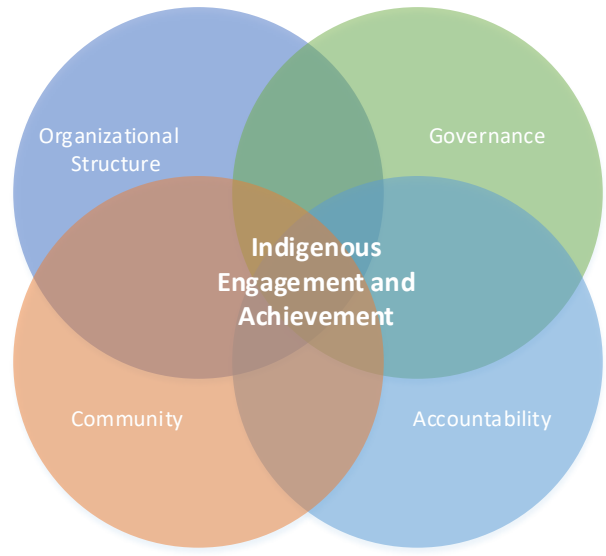 Organizational
Structure
Governance
Indigenous
Engagement and
Achievement
Community
Accountability